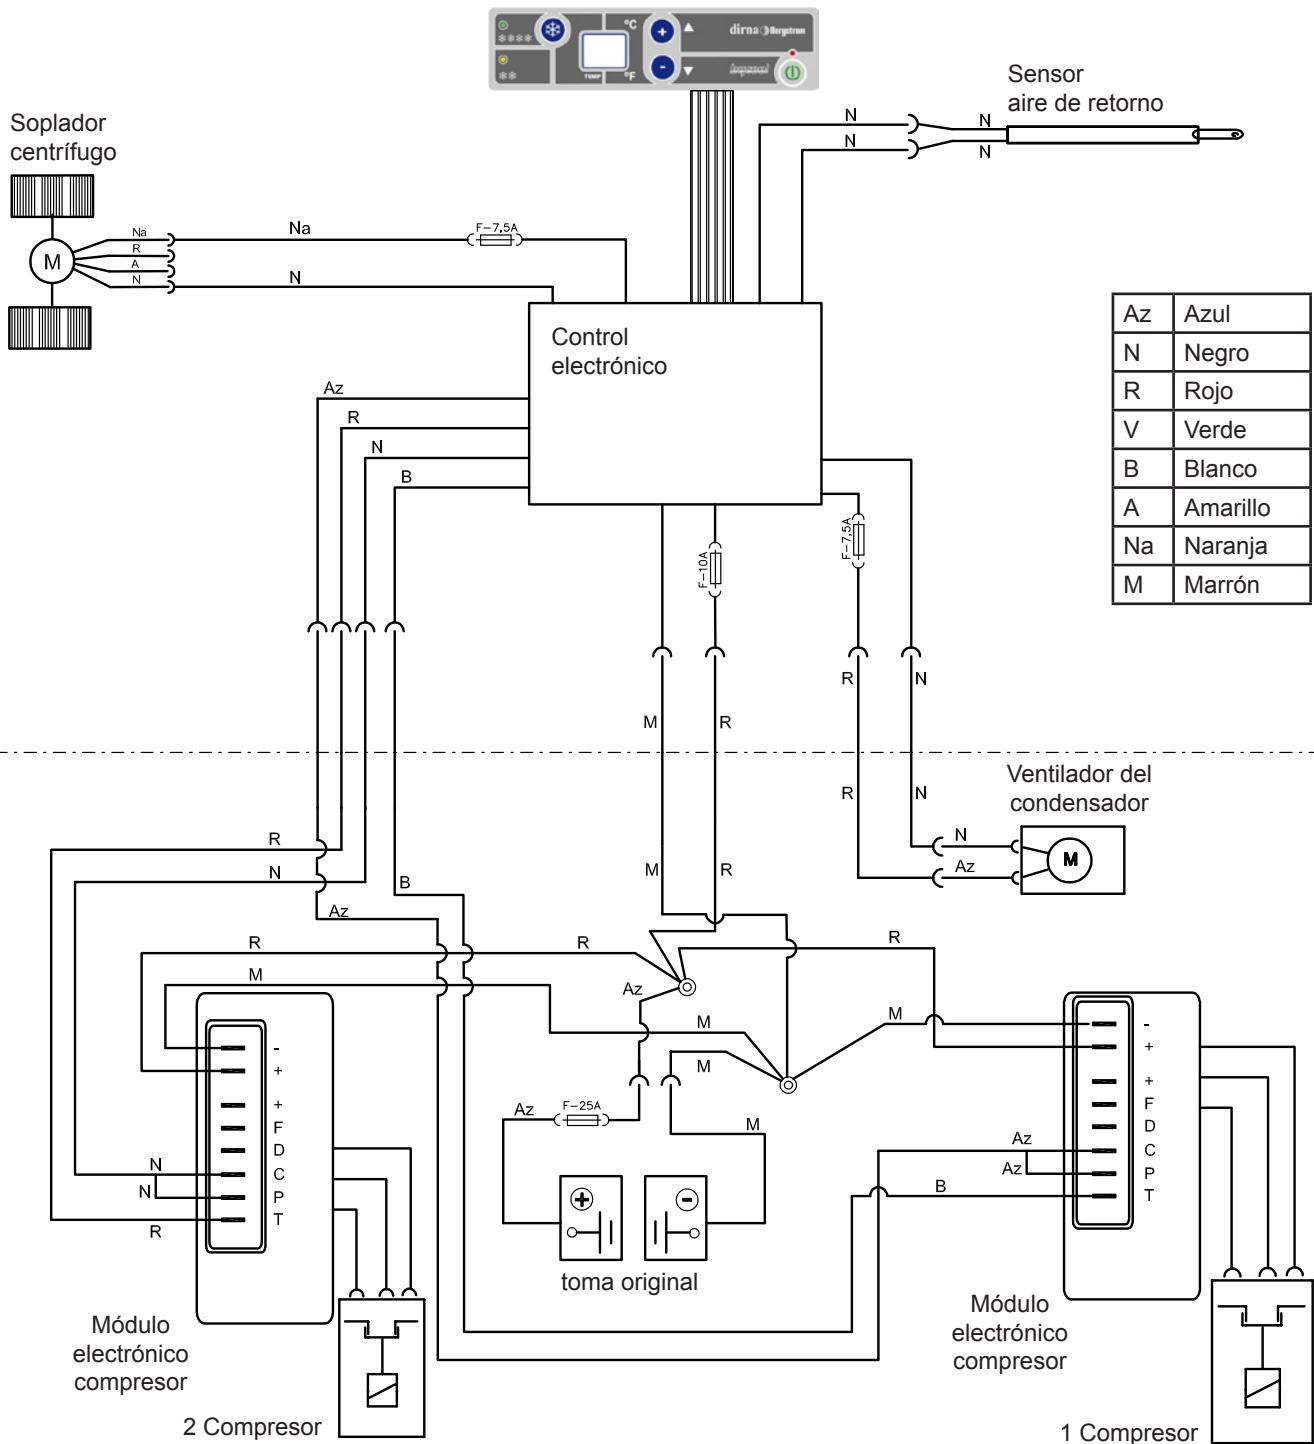 °C
dirna Bergstrom
TEMP
°F
Sensor
aire de retorno
N
N
N
N
Soplador
centrífugo
M
Na
R
A
N
Na
F-7,5A
N
Control
electrónico
Az Azul
N Negro
R Rojo
V Verde
B Blanco
A Amarillo
Na Naranja
M Marrón
Az
R
N
B
F-10A
F-7,5A
R
N
M
R
Ventilador del
condensador
R
N
R
N
M
R
N
Az
M
B
Az
R
R
R
M
Az
M
M
M
-
+
+
F
D
C
P
T
N
N
R
Az
F-25A
M
+
-
toma original
-
+
+
F
D
C
P
T
Az
Az
B
Módulo
electrónico
compresor
2 Compresor
Módulo
electrónico
compresor
1 Compresor